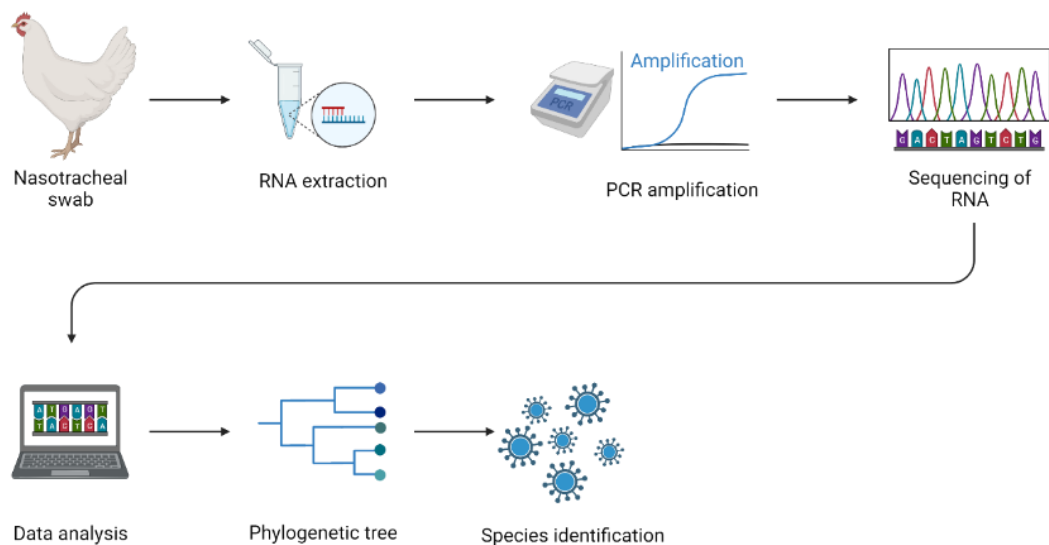 Nasotracheal
swab
RNA extraction
PCR
Amplification
PCR amplification
G A C T A G T C T G
Sequencing of
RNA
A T G A G T
T A C T C A
Data analysis
Phylogenetic tree
Species identification